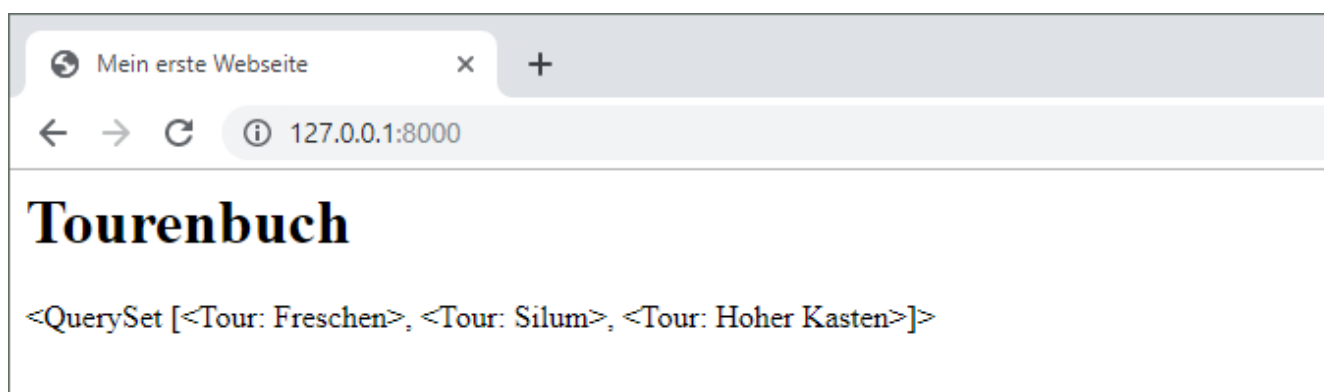 Mein erste Webseite
127.0.0.1:8000
Tourenbuch
<QuerySet [<Tour: Freschen>, <Tour: Silum>, <Tour: Hoher Kasten>]>